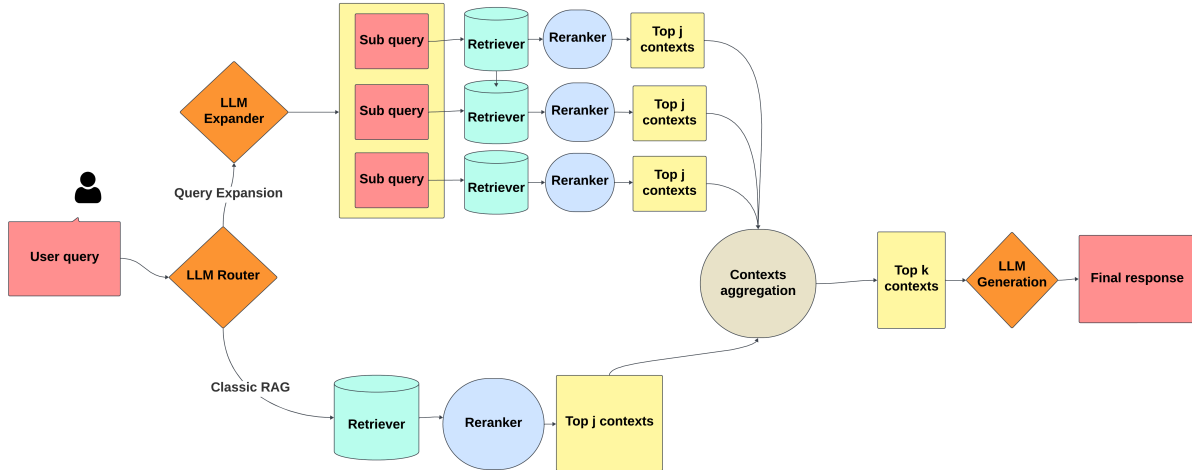 Sub query
Retriever
Reranker
Top j
contexts
LLM
Expander
Sub query
Retriever
Reranker
Top j
contexts
Sub query
Retriever
Reranker
Top j
contexts
Query Expansion
User query
LLM Router
Contexts
aggregation
Top k
contexts
LLM
Generation
Final response
Classic RAG
Retriever
Reranker
Top j contexts